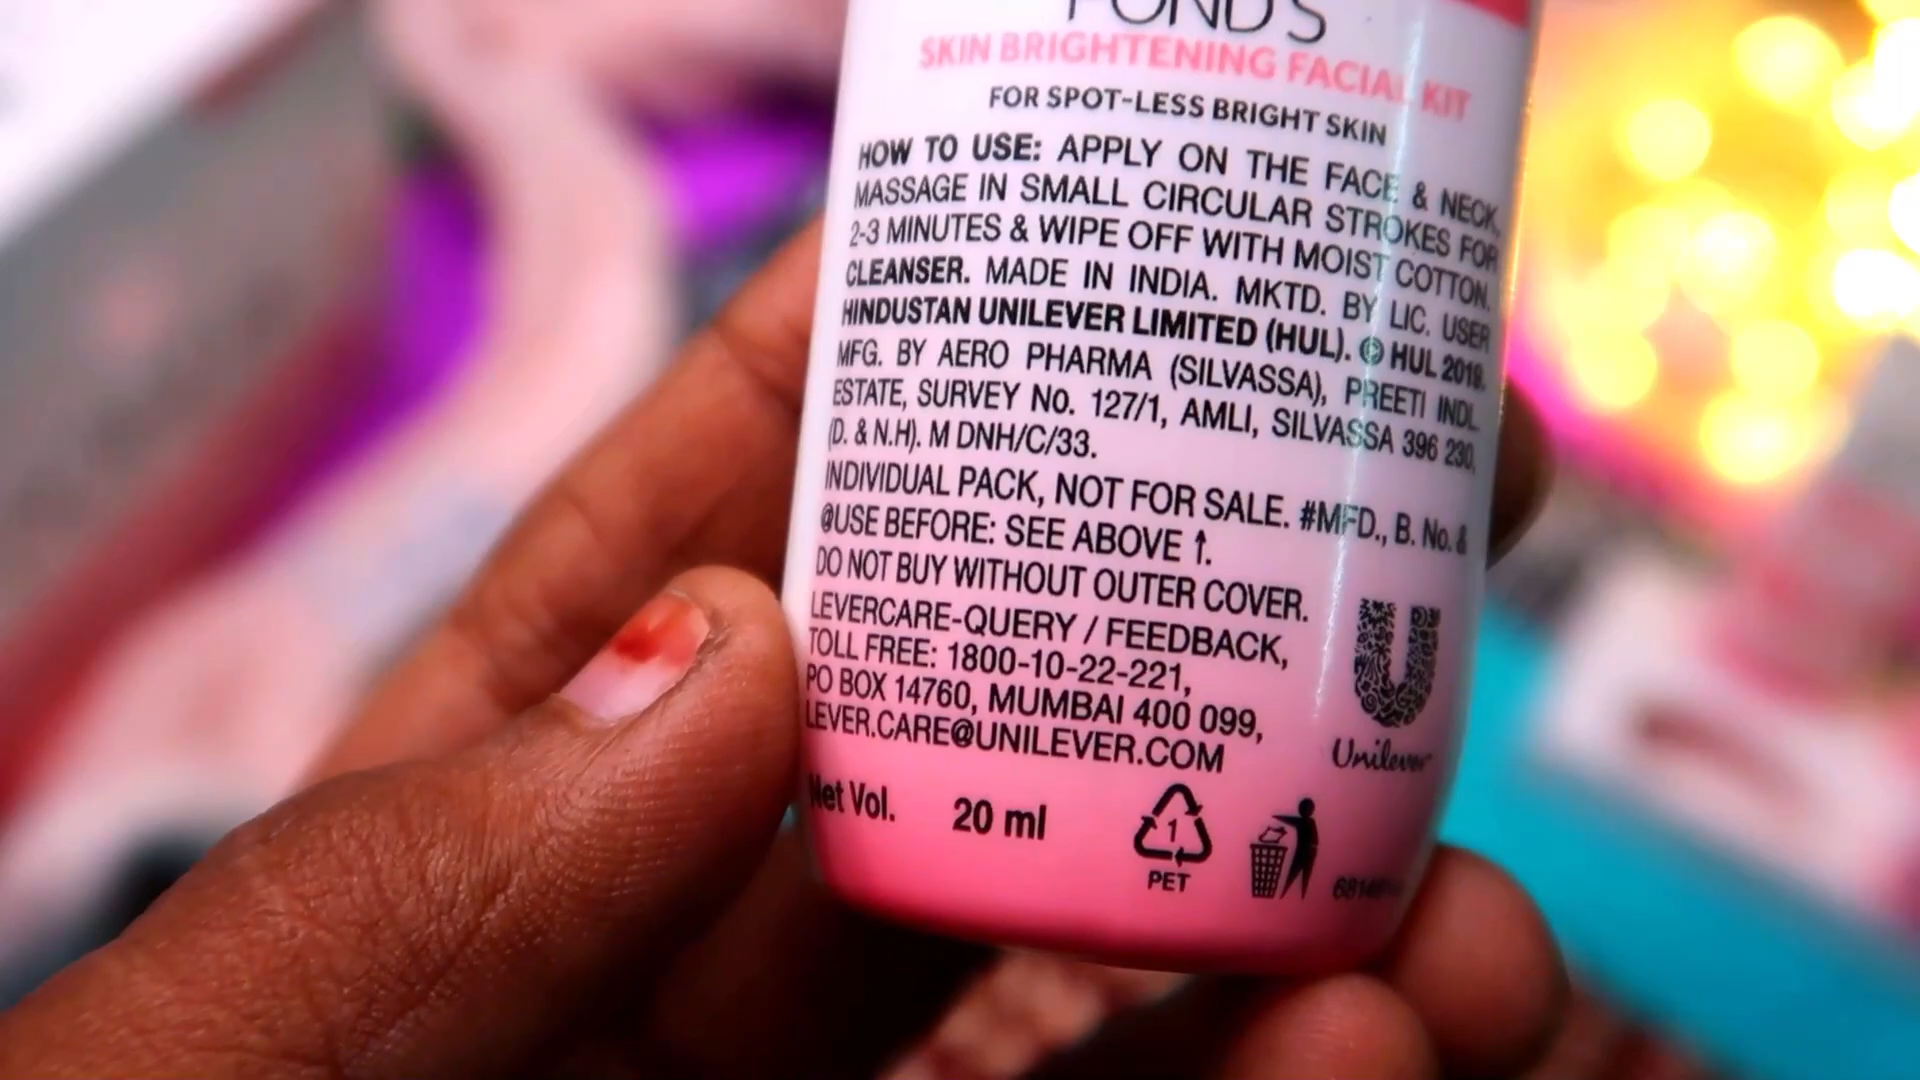 POND'S
SKIN BRIGHTENING FACIAL KIT
FOR SPOT-LESS BRIGHT SKIN
HOW TO USE: APPLY ON THE FACE & NECK,
MASSAGE IN SMALL CIRCULAR STROKES FOR
2-3 MINUTES & WIPE OFF WITH MOIST COTTON.
CLEANSER. MADE IN INDIA. MKTD. BY LIC. USER
HINDUSTAN UNILEVER LIMITED (HUL). © HUL 2019.
MFG. BY AERO PHARMA (SILVASSA), PREETI INDL.
ESTATE, SURVEY No. 127/1, AMLI, SILVASSA 396 230,
(D. & N.H). M DNH/C/33.
INDIVIDUAL PACK, NOT FOR SALE. #MFD., B. No. &
@USE BEFORE: SEE ABOVE ↑.
DO NOT BUY WITHOUT OUTER COVER.
LEVERCARE-QUERY / FEEDBACK,
TOLL FREE: 1800-10-22-221,
PO BOX 14760, MUMBAI 400 099,
LEVER.CARE@UNILEVER.COM
Unilever
Net Vol. 20 ml
1
PET